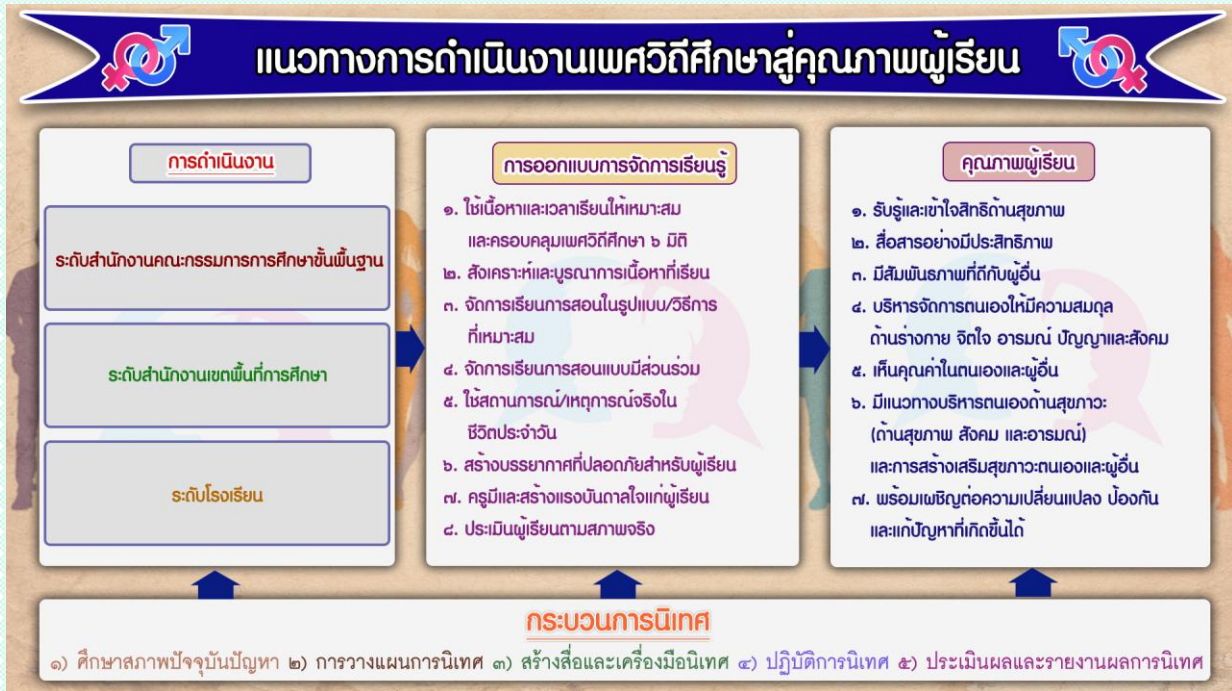 แนวทางการดำเนินงานเพศวิถีศึกษาสู่คุณภาพผู้เรียน
การดำเนินงาน
ระดับสำนักงานคณะกรรมการการศึกษาขั้นพื้นฐาน
ระดับสำนักงานเขตพื้นที่การศึกษา
ระดับโรงเรียน
การออกแบบการจัดการเรียนรู้
๑. ใช้เนื้อหาและเวลาเรียนให้เหมาะสม
และครอบคลุมเพศวิถีศึกษา ๖ มิติ
๒. สังเคราะห์และบูรณาการเนื้อหาที่เรียน
๓. จัดการเรียนการสอนในรูปแบบ/วิธีการ
ที่เหมาะสม
๔. จัดการเรียนการสอนแบบมีส่วนร่วม
๕. ใช้สถานการณ์/เหตุการณ์จริงใน
ชีวิตประจำวัน
๖. สร้างบรรยากาศที่ปลอดภัยสำหรับผู้เรียน
๗. ครูมีและสร้างแรงบันดาลใจแก่ผู้เรียน
๘. ประเมินผู้เรียนตามสภาพจริง
คุณภาพผู้เรียน
๑. รับรู้และเข้าใจสิทธิด้านสุขภาพ
๒. สื่อสารอย่างมีประสิทธิภาพ
๓. มีสัมพันธภาพที่ดีกับผู้อื่น
๔. บริหารจัดการตนเองให้มีความสมดุล
ด้านร่างกาย จิตใจ อารมณ์ ปัญญาและสังคม
๕. เห็นคุณค่าในตนเองและผู้อื่น
๖. มีแนวทางบริหารตนเองด้านสุขภาวะ
(ด้านสุขภาพ สังคม และอารมณ์)
และการสร้างเสริมสุขภาวะตนเองและผู้อื่น
๗. พร้อมเผชิญต่อความเปลี่ยนแปลง ป้องกัน
และแก้ปัญหาที่เกิดขึ้นได้
กระบวนการนิเทศ
๑) ศึกษาสภาพปัจจุบันปัญหา ๒) การวางแผนการนิเทศ ๓) สร้างสื่อและเครื่องมือนิเทศ ๔) ปฏิบัติการนิเทศ ๕) ประเมินผลและรายงานผลการนิเทศ